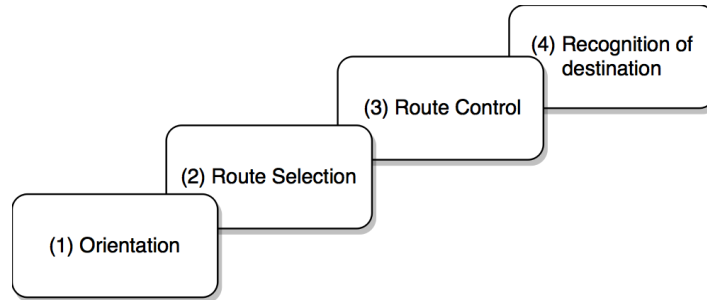 (4) Recognition of
destination
(3) Route Control
(2) Route Selection
(1) Orientation